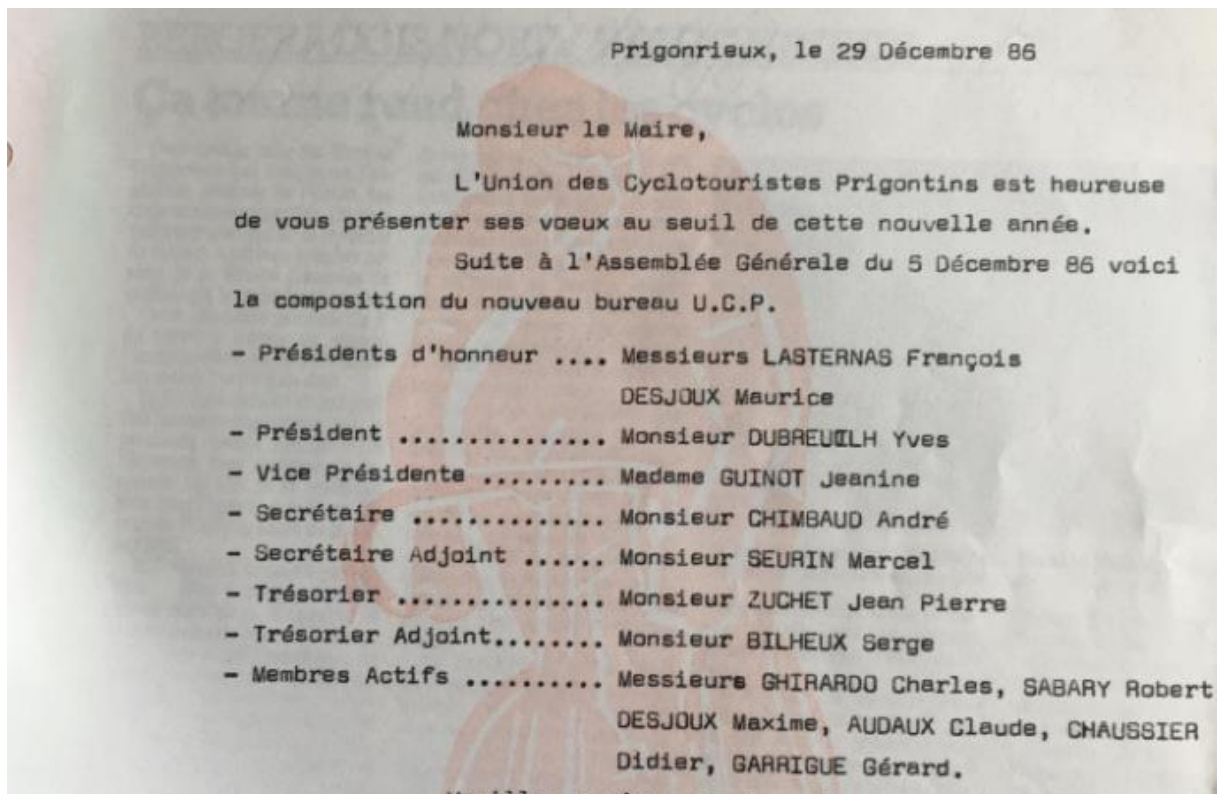 Prigonrieux, le 29 Décembre 86
Monsieur le Maire,
L'Union des Cyclotouristes Prigontins est heureuse
de vous présenter ses voeux au seuil de cette nouvelle année.
Suite à l'Assemblée Générale du 5 Décembre 86 voici
la composition du nouveau bureau U.C.P.
- Présidents d'honneur .... Messieurs LASTERNAS François
DESJOUX Maurice
- Président ............... Monsieur DUBREUILH Yves
- Vice Présidente ......... Madame GUINOT Jeanine
- Secrétaire .............. Monsieur CHIMBAUD André
- Secrétaire Adjoint ...... Monsieur SEURIN Marcel
- Trésorier ............... Monsieur ZUCHET Jean Pierre
- Trésorier Adjoint........ Monsieur BILHEUX Serge
- Membres Actifs .......... Messieurs GHIRARDO Charles, SABARY Robert
DESJOUX Maxime, AUDAUX Claude, CHAUSSIER
Didier, GARRIGUE Gérard.